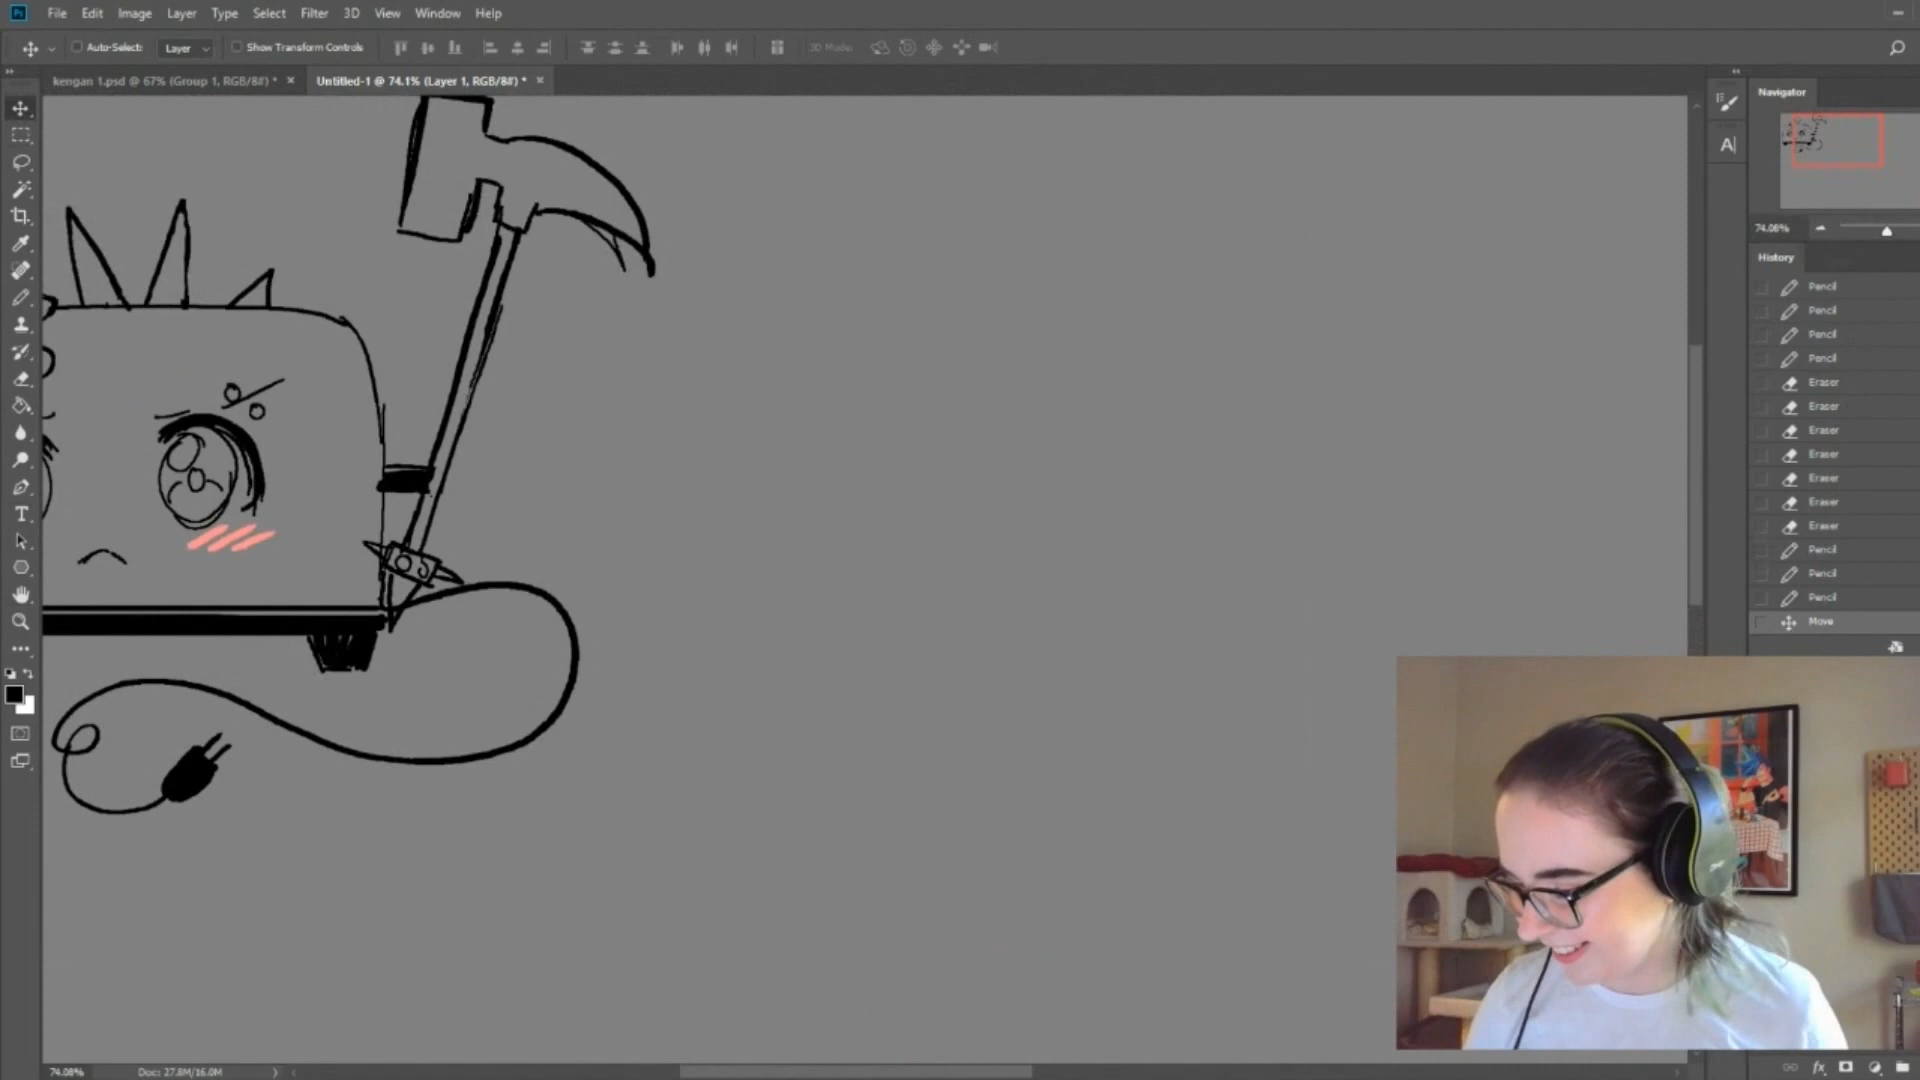 Ps File Edit Image Layer Type Select Filter 3D View Window Help
Auto-Select: Layer Show Transform Controls 3D Mode:
kengan 1.psd @ 67% (Group 1, RGB/8#) * Untitled-1 @ 74.1% (Layer 1, RGB/8#) *
Navigator
74.08%
History
Pencil
Pencil
Pencil
Pencil
Eraser
Eraser
Eraser
Eraser
Eraser
Eraser
Eraser
Pencil
Pencil
Pencil
Move
74.08% Doc: 27.8M/16.0M